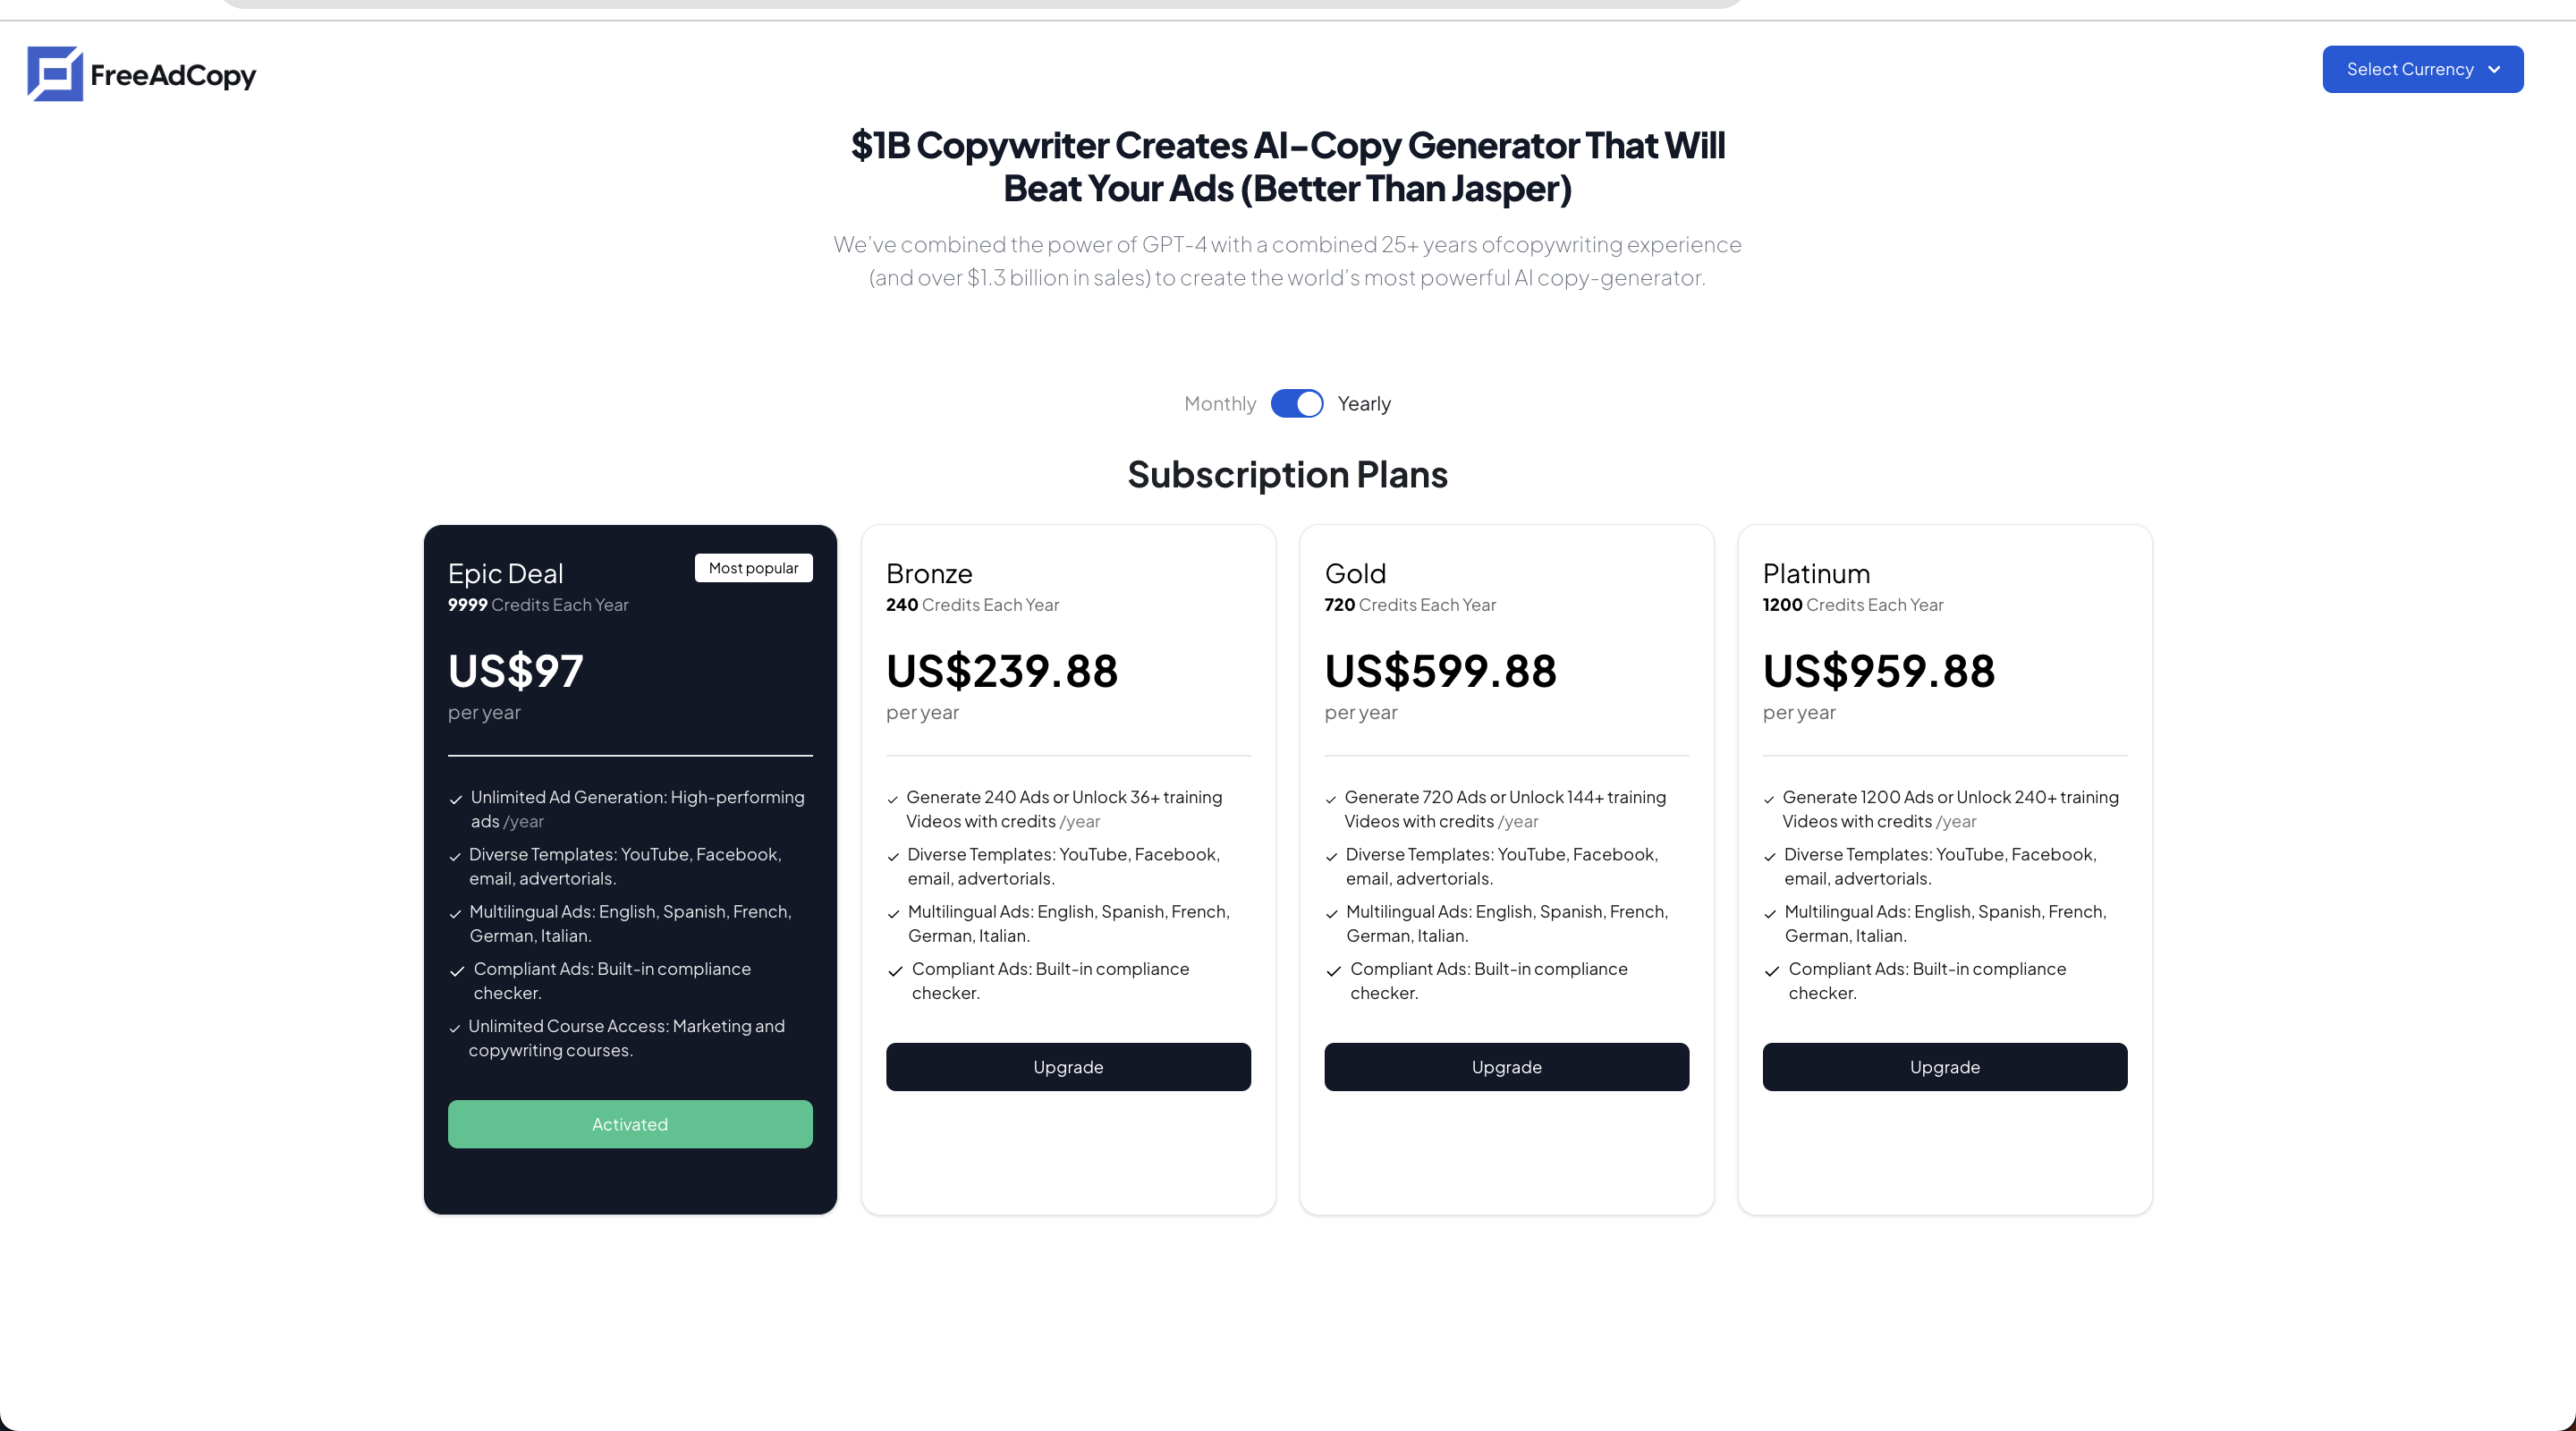 FreeAdCopy
Select Currency
$1B Copywriter Creates AI-Copy Generator That Will
Beat Your Ads (Better Than Jasper)
We've combined the power of GPT-4 with a combined 25+ years ofcopywriting experience
(and over $1.3 billion in sales) to create the world's most powerful AI copy-generator.
Monthly
Yearly
Subscription Plans
Epic Deal
Most popular
9999 Credits Each Year
US$97
per year
Unlimited Ad Generation: High-performing
ads /year
Diverse Templates: YouTube, Facebook,
email, advertorials.
Multilingual Ads: English, Spanish, French,
German, Italian.
Compliant Ads: Built-in compliance
checker.
Unlimited Course Access: Marketing and
copywriting courses.
Activated
Bronze
240 Credits Each Year
US$239.88
per year
Generate 240 Ads or Unlock 36+ training
Videos with credits /year
Diverse Templates: YouTube, Facebook,
email, advertorials.
Multilingual Ads: English, Spanish, French,
German, Italian.
Compliant Ads: Built-in compliance
checker.
Upgrade
Gold
720 Credits Each Year
US$599.88
per year
Generate 720 Ads or Unlock 144+ training
Videos with credits /year
Diverse Templates: YouTube, Facebook,
email, advertorials.
Multilingual Ads: English, Spanish, French,
German, Italian.
Compliant Ads: Built-in compliance
checker.
Upgrade
Platinum
1200 Credits Each Year
US$959.88
per year
Generate 1200 Ads or Unlock 240+ training
Videos with credits /year
Diverse Templates: YouTube, Facebook,
email, advertorials.
Multilingual Ads: English, Spanish, French,
German, Italian.
Compliant Ads: Built-in compliance
checker.
Upgrade